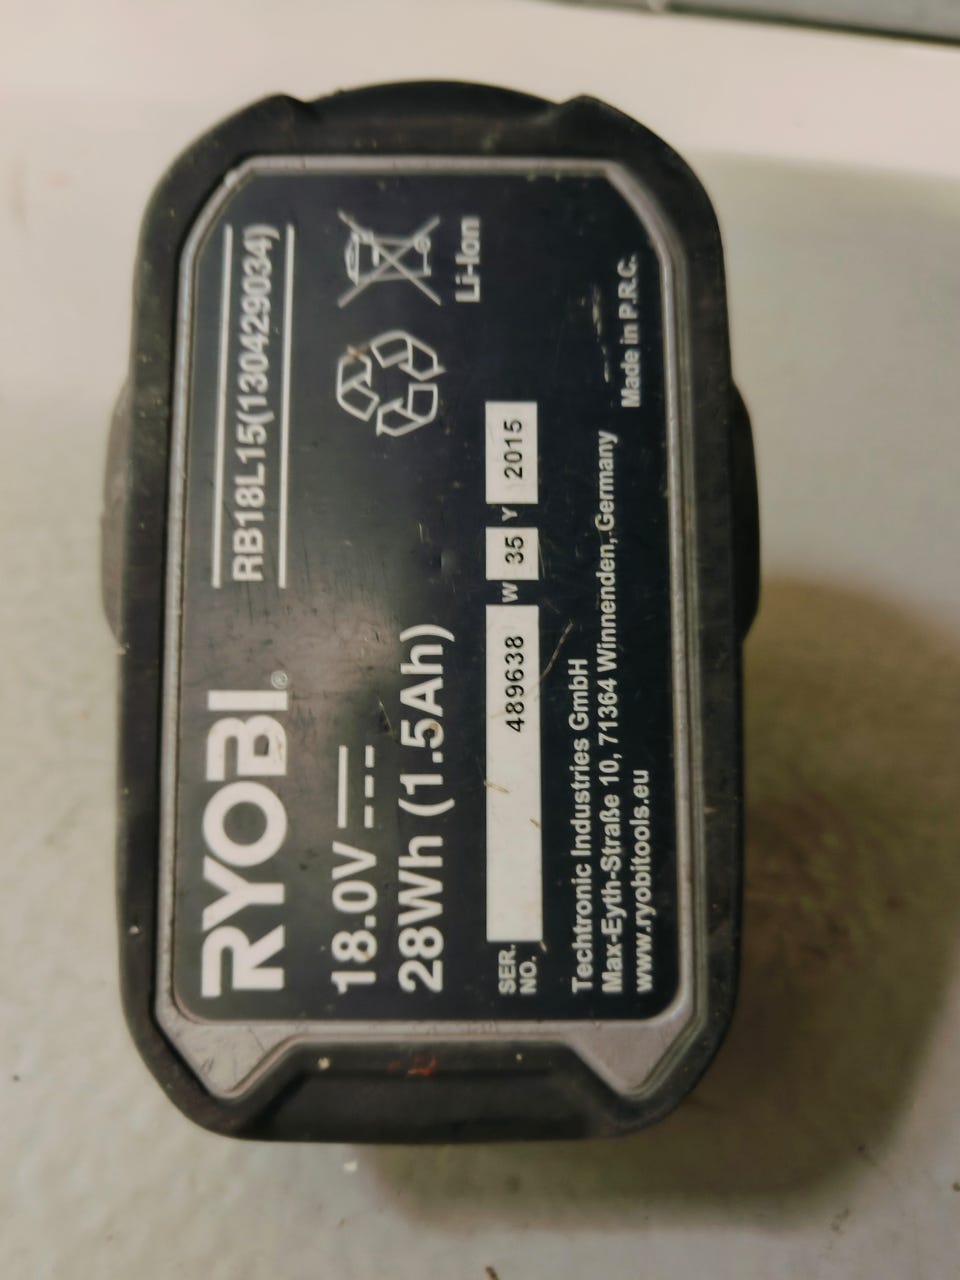 RYOBI® RB18L15(130429034)
18.0V
28Wh (1.5Ah)
Li-Ion
SER. NO. 489638 W 35 Y 2015
Techtronic Industries GmbH
Max-Eyth-Straße 10, 71364 Winnenden, Germany
www.ryobitools.eu Made in P.R.C.